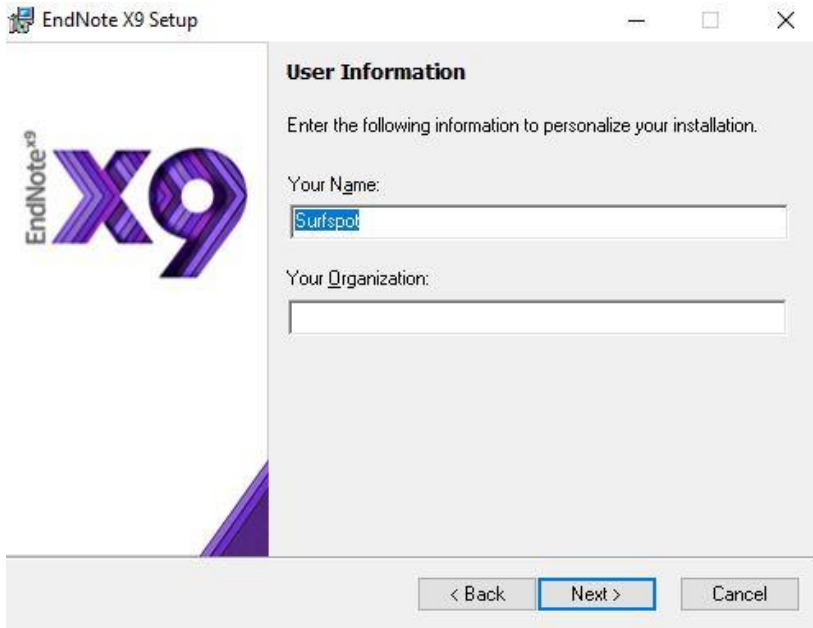 EndNote X9 Setup
User Information
Enter the following information to personalize your installation.
EndNote X9
X9
Your Name:
Surfspot
Your Organization:
< Back
Next >
Cancel